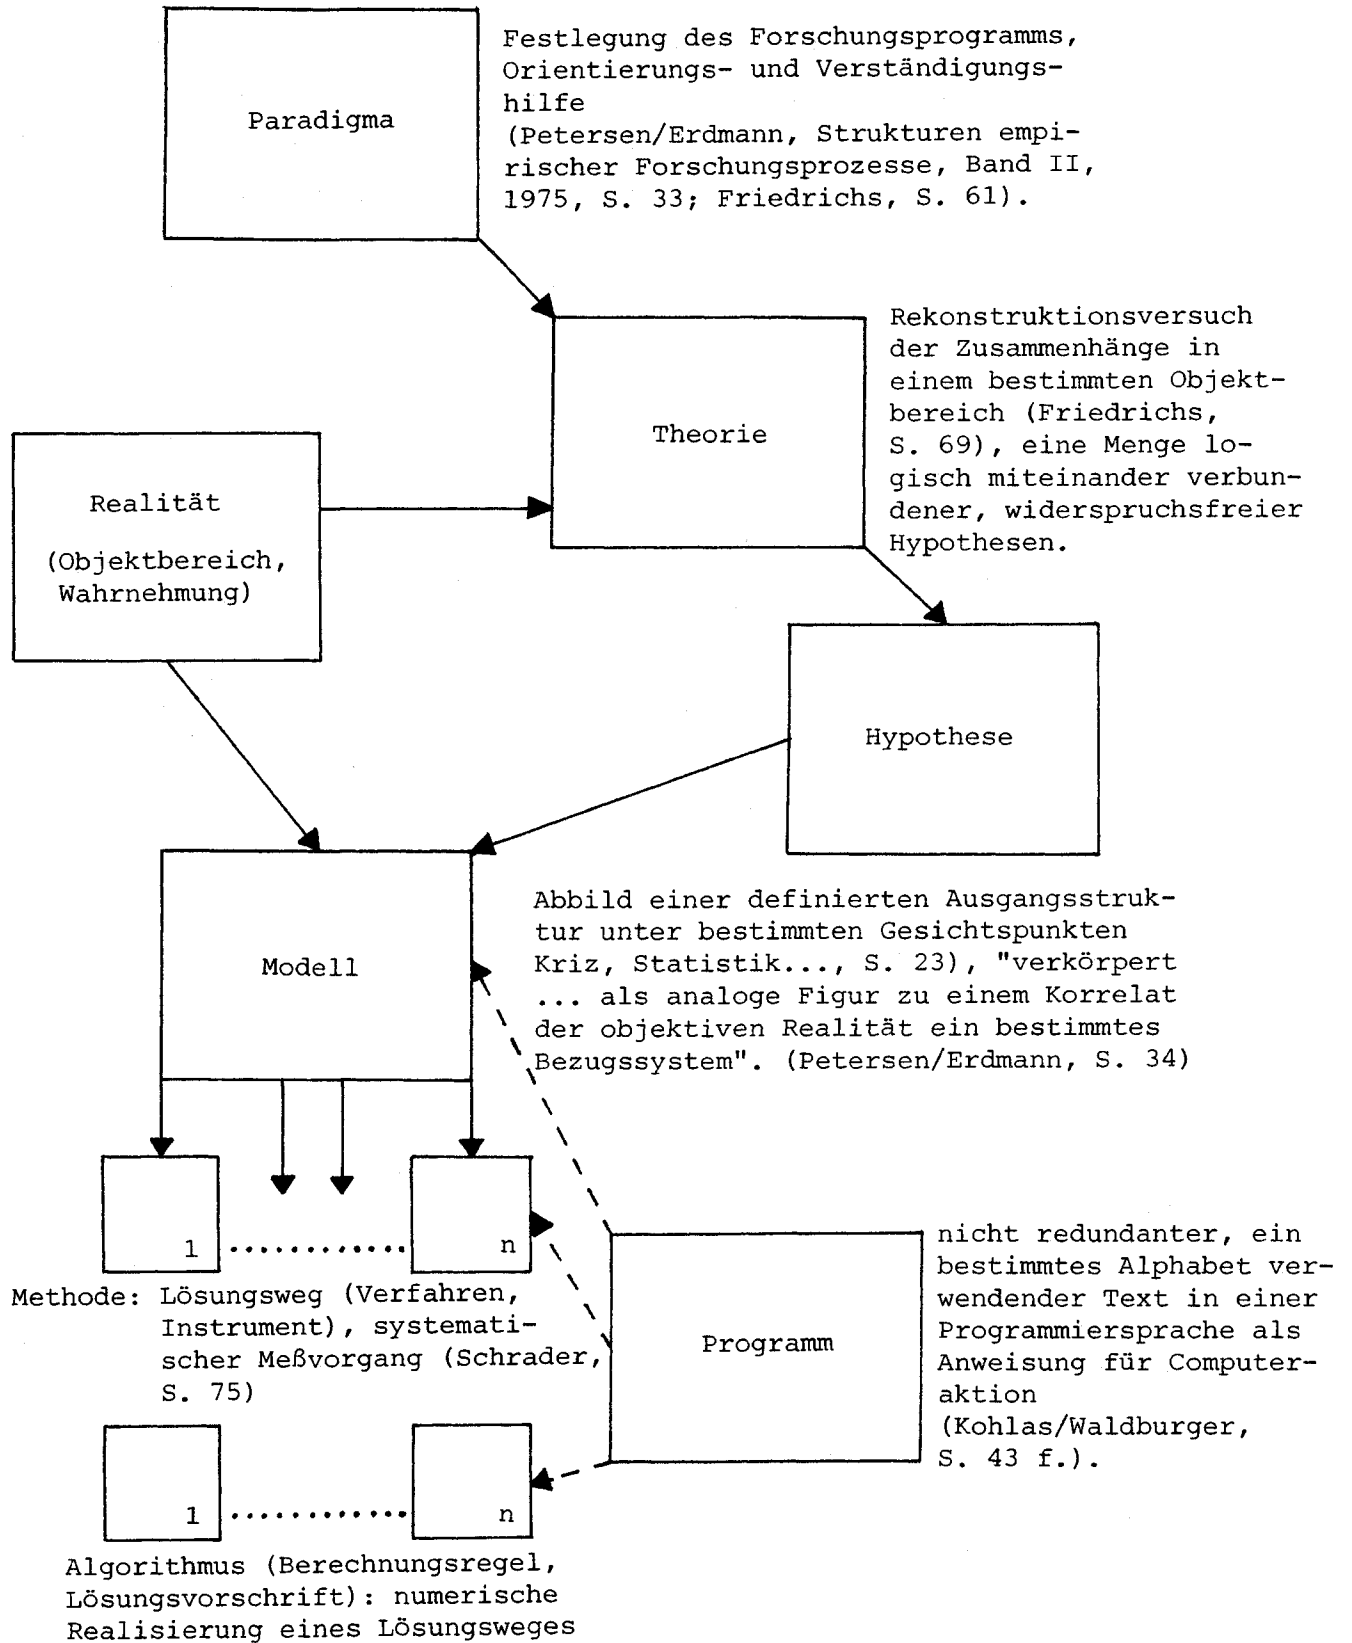 Paradigma
Festlegung des Forschungsprogramms,
Orientierungs- und Verständigungs-
hilfe
(Petersen/Erdmann, Strukturen empi-
rischer Forschungsprozesse, Band II,
1975, S. 33; Friedrichs, S. 61).
Theorie
Rekonstruktionsversuch
der Zusammenhänge in
einem bestimmten Objekt-
bereich (Friedrichs,
S. 69), eine Menge lo-
gisch miteinander verbun-
dener, widerspruchsfreier
Hypothesen.
Realität
(Objektbereich,
Wahrnehmung)
Hypothese
Modell
Abbild einer definierten Ausgangsstruk-
tur unter bestimmten Gesichtspunkten
Kriz, Statistik..., S. 23), "verkörpert
... als analoge Figur zu einem Korrelat
der objektiven Realität ein bestimmtes
Bezugssystem". (Petersen/Erdmann, S. 34)
1 ............ n
Methode: Lösungsweg (Verfahren,
Instrument), systemati-
scher Meßvorgang (Schrader,
S. 75)
Programm
nicht redundanter, ein
bestimmtes Alphabet ver-
wendender Text in einer
Programmiersprache als
Anweisung für Computer-
aktion
(Kohlas/Waldburger,
S. 43 f.).
1 ............ n
Algorithmus (Berechnungsregel,
Lösungsvorschrift): numerische
Realisierung eines Lösungsweges